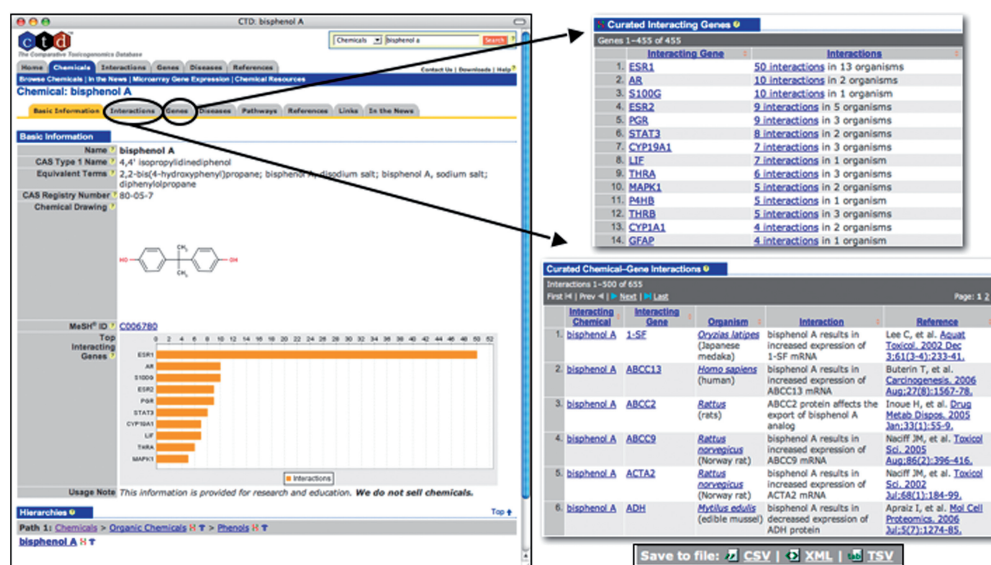 CTD: bisphenol A
ctd
The Comparative Toxicogenomics Database
Chemicals bisphenol a Search ?
Home Chemicals Interactions Genes Diseases References
Contact Us | Downloads | Help
Browse Chemicals | In the News | Microarray Gene Expression | Chemical Resources
Chemical: bisphenol A
Basic Information Interactions Genes Diseases Pathways References Links In the News
Basic Information
Name ? bisphenol A
CAS Type 1 Name ? 4,4' isopropylidinediphenol
Equivalent Terms ? 2,2-bis(4-hydroxyphenyl)propane; bisphenol A, disodium salt; bisphenol A, sodium salt;
diphenylolpropane
CAS Registry Number ? 80-05-7
Chemical Drawing ?
CH3
HO OH
CH3
MeSH® ID ? C006780
Top
Interacting
Genes ?
0 2 4 6 8 10 12 14 16 18 20 22 24 26 28 30 32 34 36 38 40 42 44 46 48 50 52
ESR1
AR
S100G
ESR2
PGR
STAT3
CYP19A1
LIF
THRA
MAPK1
Interactions
Usage Note This information is provided for research and education. We do not sell chemicals.
Hierarchies ?
Top
Path 1: Chemicals > Organic Chemicals > Phenols
bisphenol A
Curated Interacting Genes ?
Genes 1–455 of 455
Interacting Gene Interactions
1. ESR1 50 interactions in 13 organisms
2. AR 10 interactions in 2 organisms
3. S100G 10 interactions in 1 organism
4. ESR2 9 interactions in 5 organisms
5. PGR 9 interactions in 3 organisms
6. STAT3 8 interactions in 2 organisms
7. CYP19A1 7 interactions in 3 organisms
8. LIF 7 interactions in 1 organism
9. THRA 6 interactions in 3 organisms
10. MAPK1 5 interactions in 2 organisms
11. P4HB 5 interactions in 1 organism
12. THRB 5 interactions in 3 organisms
13. CYP1A1 4 interactions in 2 organisms
14. GFAP 4 interactions in 1 organism
Curated Chemical–Gene Interactions ?
Interactions 1–500 of 655
First | Prev | Next | Last Page: 1 2
Interacting Chemical Interacting Gene Organism Interaction Reference
1. bisphenol A 1-SF Oryzias latipes (Japanese medaka) bisphenol A results in increased expression of 1-SF mRNA Lee C, et al. Aquat Toxicol. 2002 Dec 3;61(3-4):233-41.
2. bisphenol A ABCC13 Homo sapiens (human) bisphenol A results in increased expression of ABCC13 mRNA Buterin T, et al. Carcinogenesis. 2006 Aug;27(8):1567-78.
3. bisphenol A ABCC2 Rattus (rats) ABCC2 protein affects the export of bisphenol A analog Inoue H, et al. Drug Metab Dispos. 2005 Jan;33(1):55-9.
4. bisphenol A ABCC9 Rattus norvegicus (Norway rat) bisphenol A results in increased expression of ABCC9 mRNA Naciff JM, et al. Toxicol Sci. 2005 Aug;86(2):396-416.
5. bisphenol A ACTA2 Rattus norvegicus (Norway rat) bisphenol A results in increased expression of ACTA2 mRNA Naciff JM, et al. Toxicol Sci. 2002 Jul;68(1):184-99.
6. bisphenol A ADH Mytilus edulis (edible mussel) bisphenol A results in decreased expression of ADH protein Apraiz I, et al. Mol Cell Proteomics. 2006 Jul;5(7):1274-85.
Save to file: CSV | XML | TSV